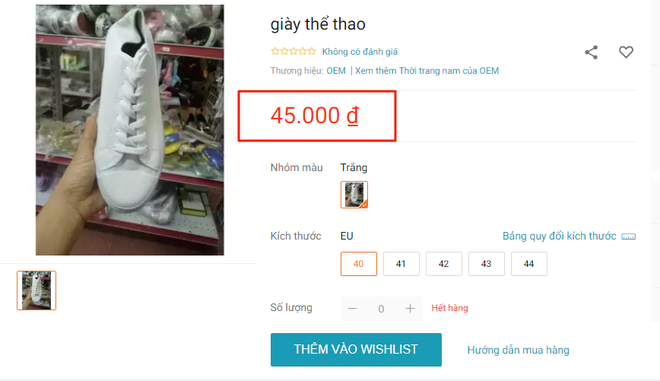 giày thể thao
Không có đánh giá
Thương hiệu: OEM | Xem thêm Thời trang nam của OEM
45.000 ₫
Nhóm màu Trắng
Kích thước EU Bảng quy đổi kích thước
40 41 42 43 44
Số lượng 0 Hết hàng
THÊM VÀO WISHLIST Hướng dẫn mua hàng